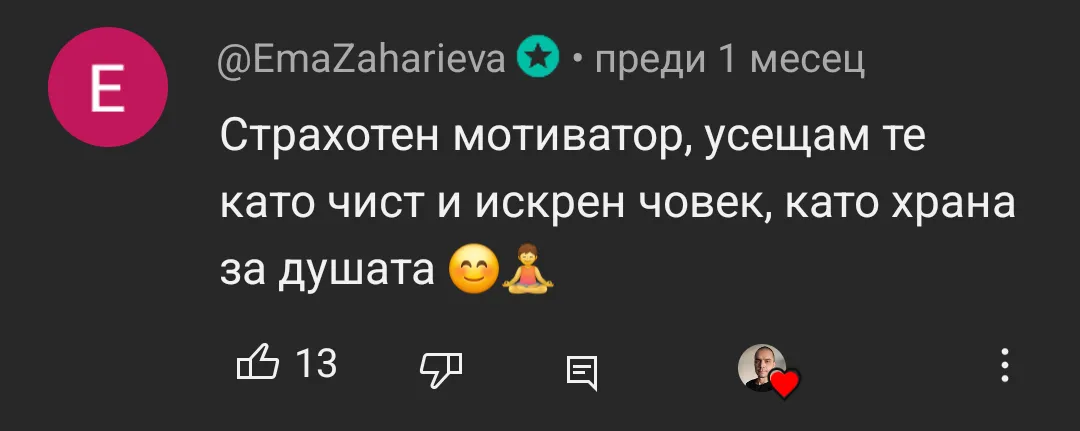 E
@EmaZaharieva • преди 1 месец
Страхотен мотиватор, усещам те
като чист и искрен човек, като храна
за душата 😊🧘
13